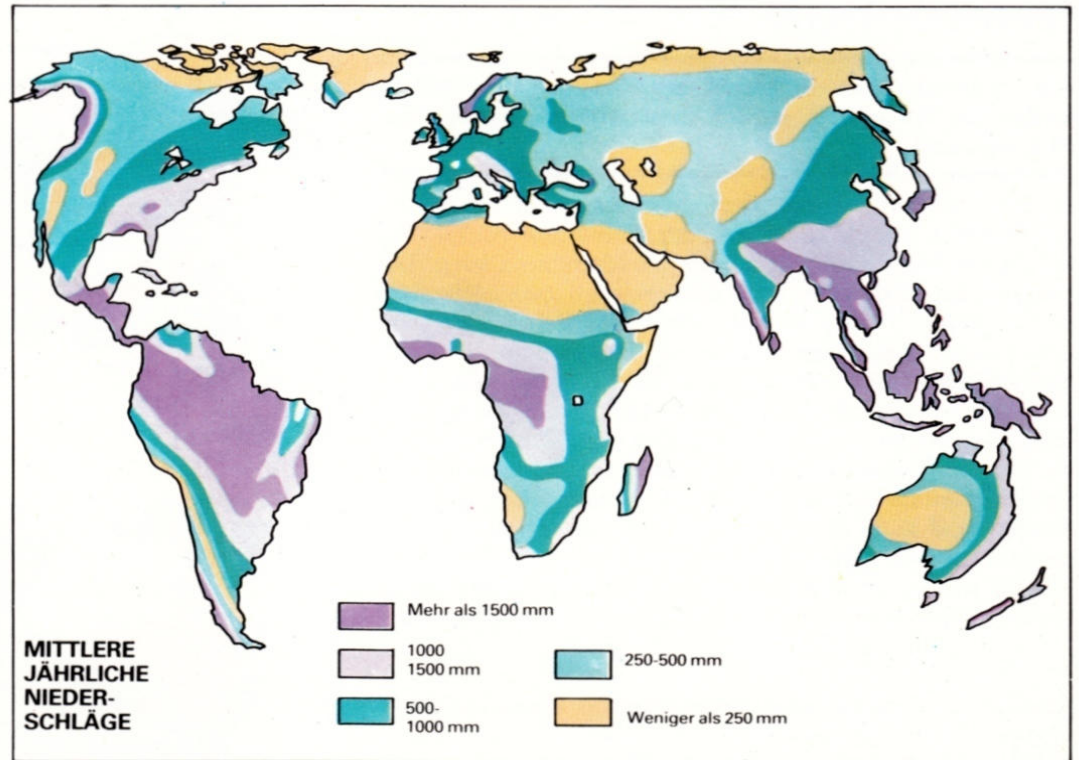 MITTLERE
JÄHRLICHE
NIEDER-
SCHLÄGE
Mehr als 1500 mm
1000
1500 mm
500-
1000 mm
250-500 mm
Weniger als 250 mm